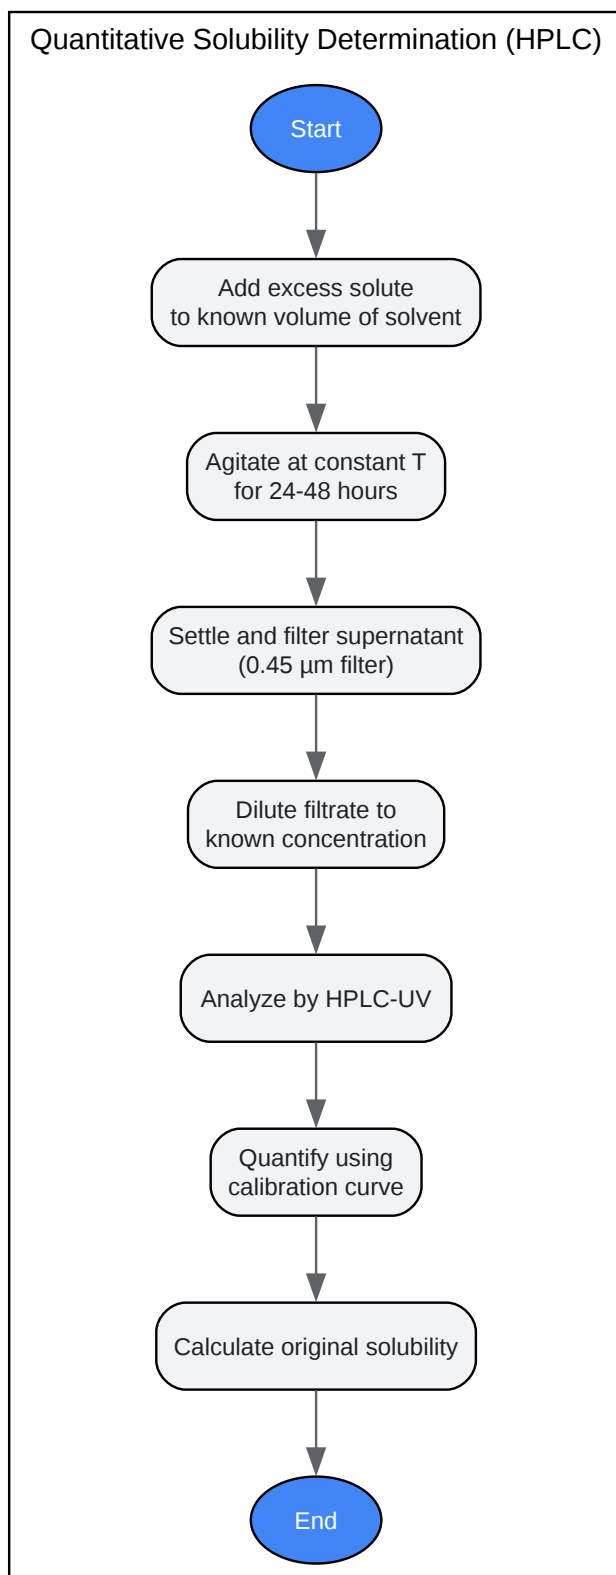 Quantitative Solubility Determination (HPLC)
Start
Add excess solute
to known volume of solvent
Agitate at constant T
for 24-48 hours
Settle and filter supernatant
(0.45 µm filter)
Dilute filtrate to
known concentration
Analyze by HPLC-UV
Quantify using
calibration curve
Calculate original solubility
End